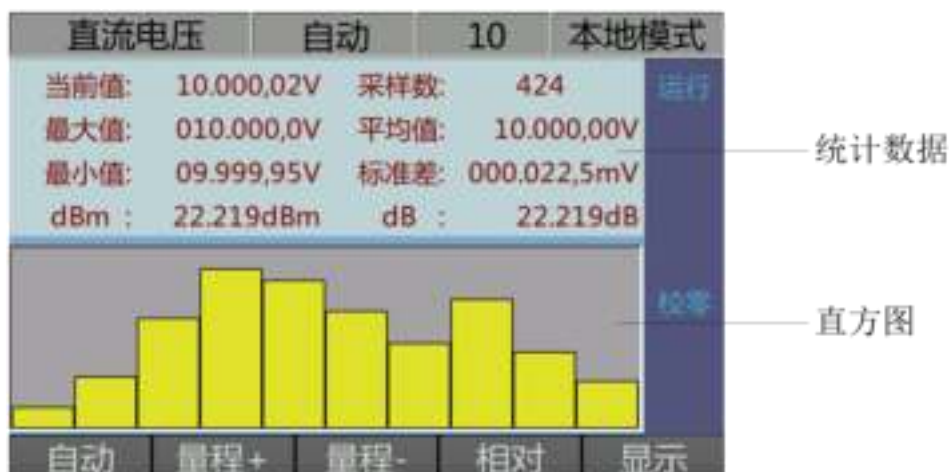 直流电压 自动 10 本地模式
当前值: 10.000,02V 采样数: 424 运行
最大值: 010.000,0V 平均值: 10.000,00V
统计数据
最小值: 09.999,95V 标准差: 000.022,5mV
dBm : 22.219dBm dB : 22.219dB
校零
直方图
自动 量程+ 量程- 相对 显示